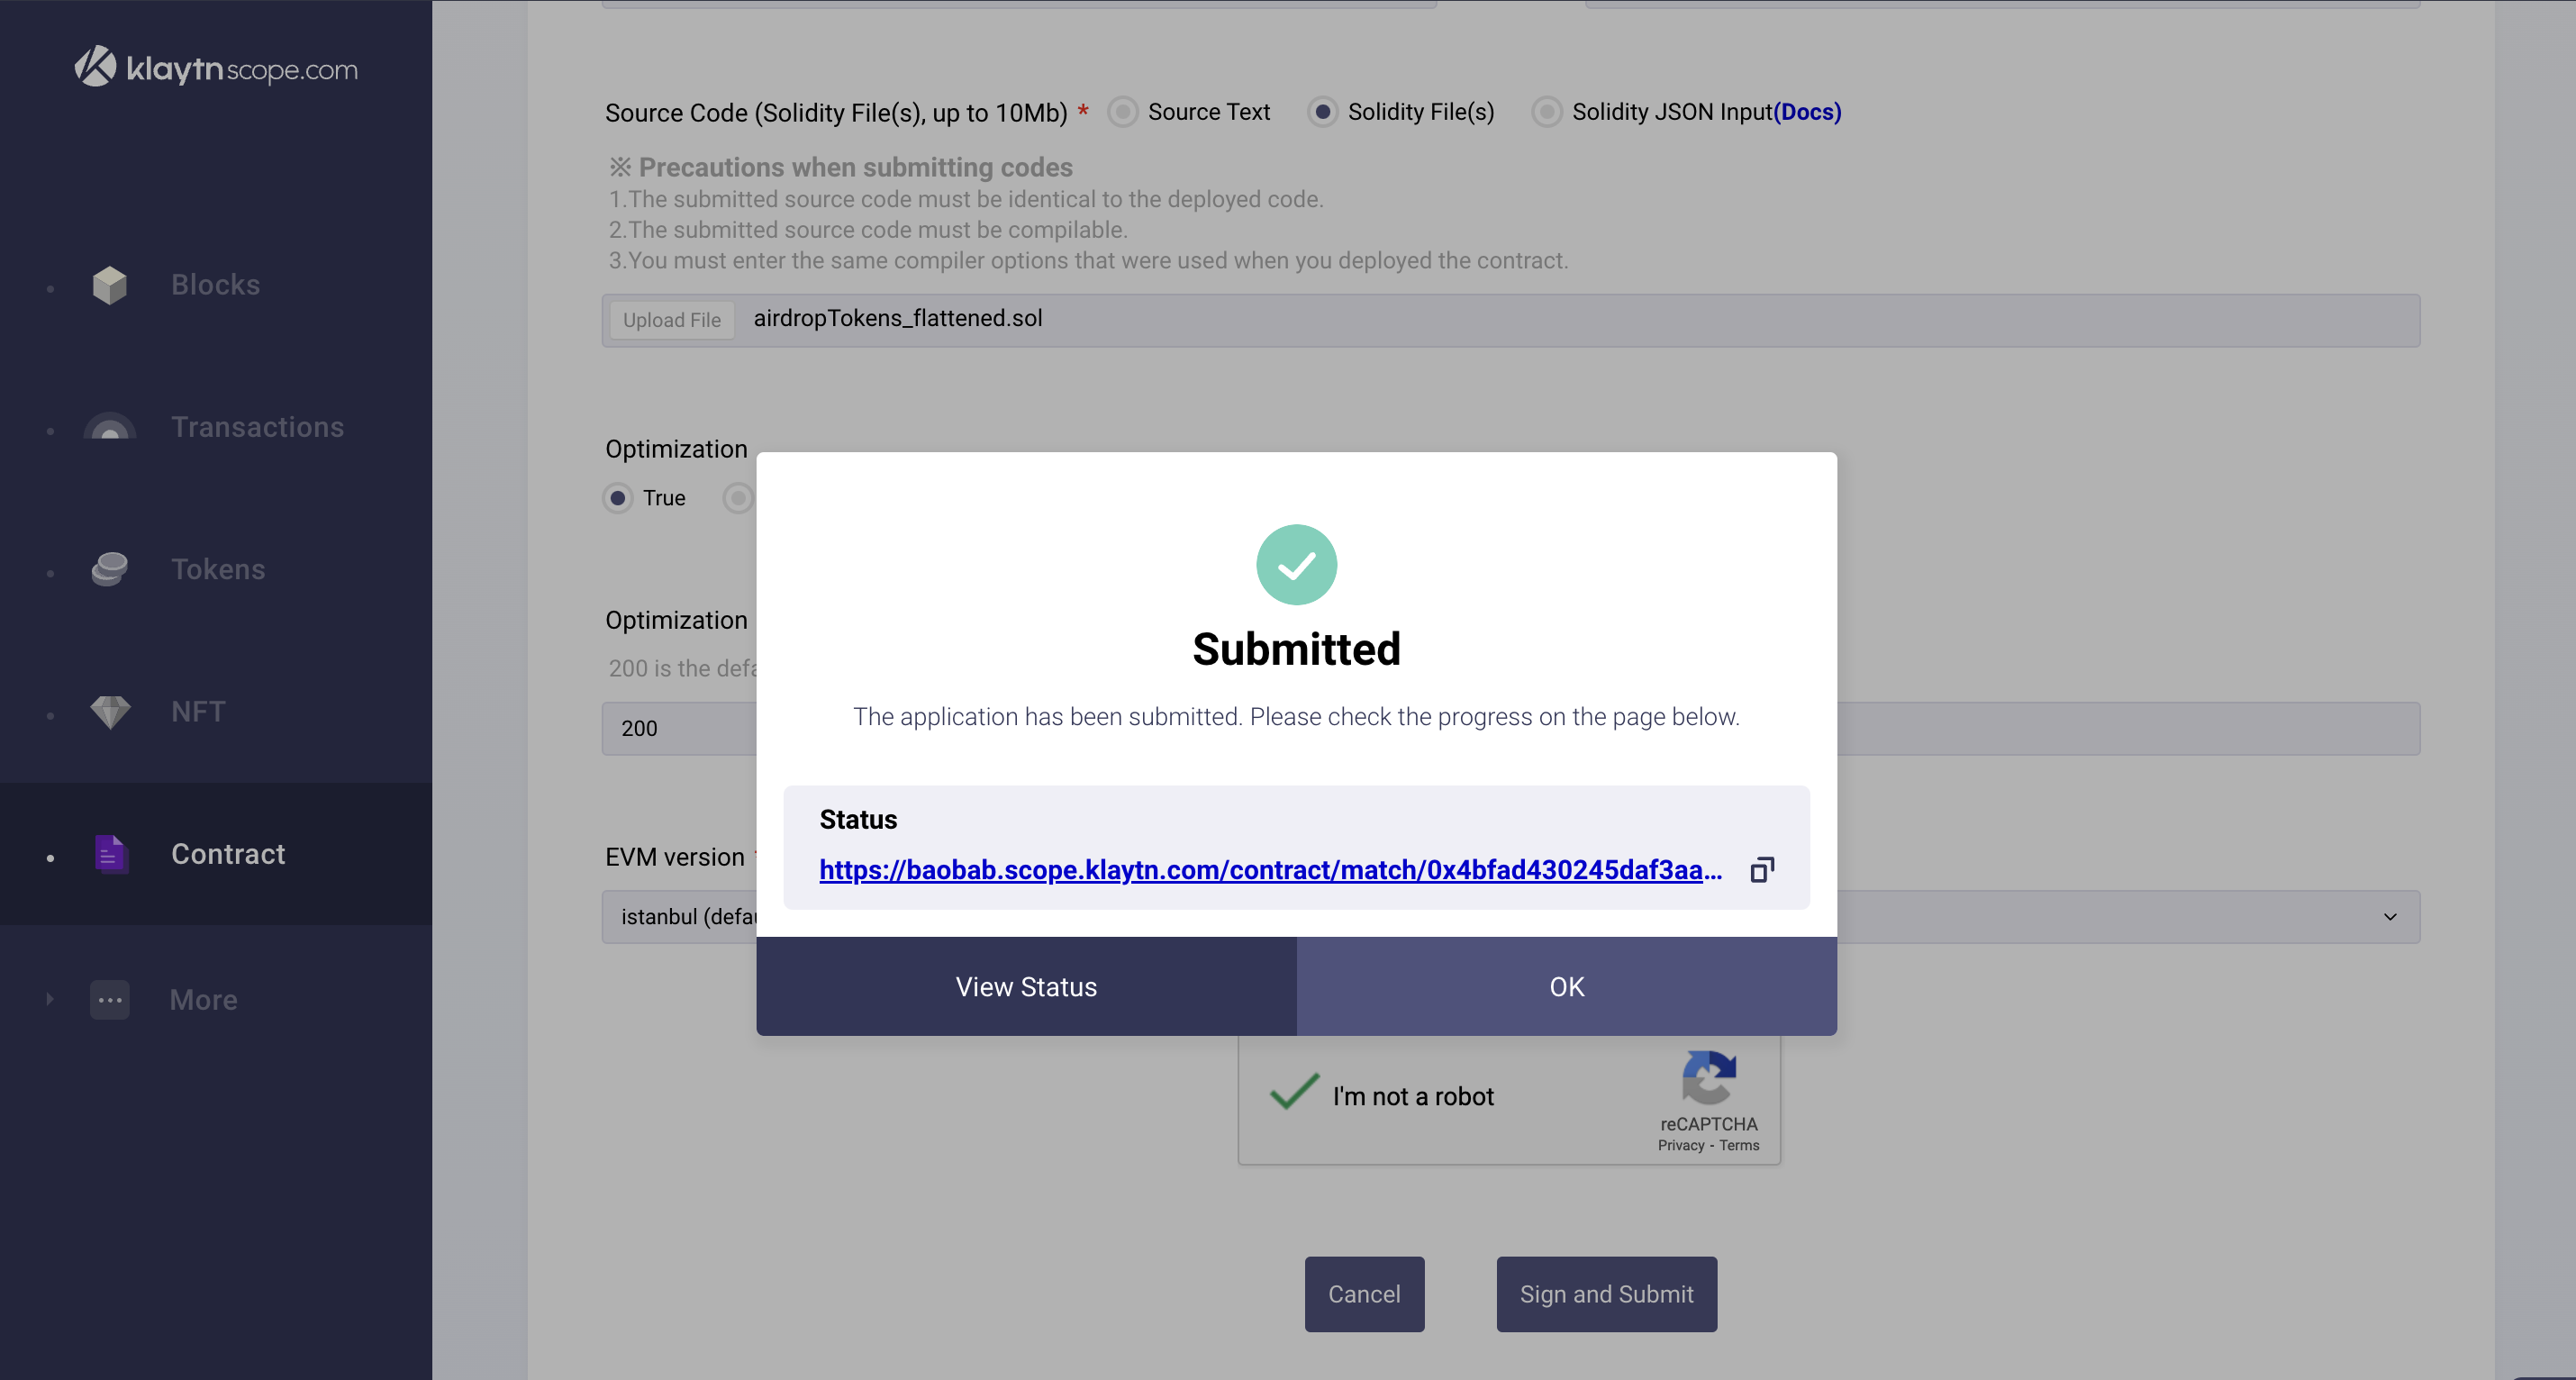 klaytnscope.com
Blocks
Transactions
Tokens
NFT
Contract
More
Source Code (Solidity File(s), up to 10Mb) * Source Text Solidity File(s) Solidity JSON Input(Docs)
※ Precautions when submitting codes
1.The submitted source code must be identical to the deployed code.
2.The submitted source code must be compilable.
3.You must enter the same compiler options that were used when you deployed the contract.
Upload File airdropTokens_flattened.sol
Optimization
True
Optimization
200 is the defa
200
EVM version
istanbul (defau
Submitted
The application has been submitted. Please check the progress on the page below.
Status
https://baobab.scope.klaytn.com/contract/match/0x4bfad430245daf3aa...
View Status OK
I'm not a robot
reCAPTCHA
Privacy - Terms
Cancel Sign and Submit